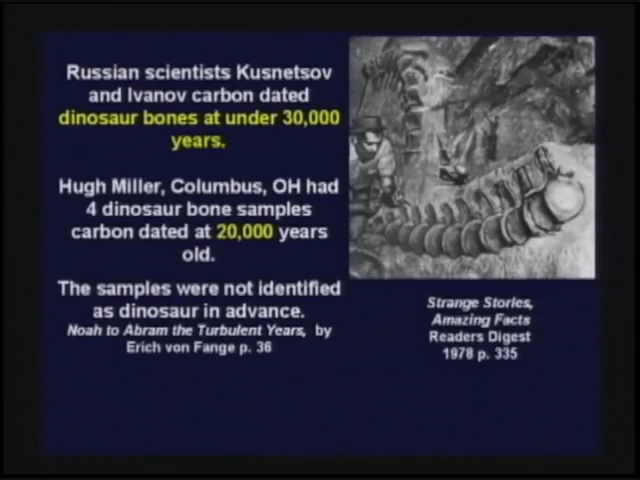 Russian scientists Kusnetsov
and Ivanov carbon dated
dinosaur bones at under 30,000
years.
Hugh Miller, Columbus, OH had
4 dinosaur bone samples
carbon dated at 20,000 years
old.
The samples were not identified
as dinosaur in advance.
Noah to Abram the Turbulent Years, by
Erich von Fange p. 36
Strange Stories,
Amazing Facts
Readers Digest
1978 p. 335